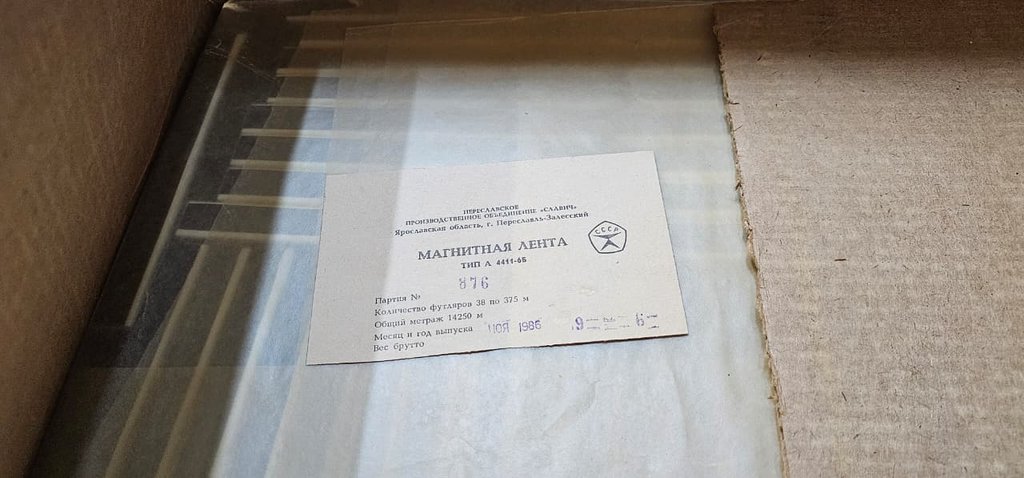 ПЕРЕСЛАВСКОЕ
ПРОИЗВОДСТВЕННОЕ ОБЪЕДИНЕНИЕ «СЛАВИЧ»
Ярославская область, г. Переславль-Залесский
СССР
МАГНИТНАЯ ЛЕНТА
ТИП А 4411-6Б
876
Партия №
Количество футляров 38 по 375 м
Общий метраж 14250 м
Месяц и год выпуска НОЯ 1986
Вес брутто